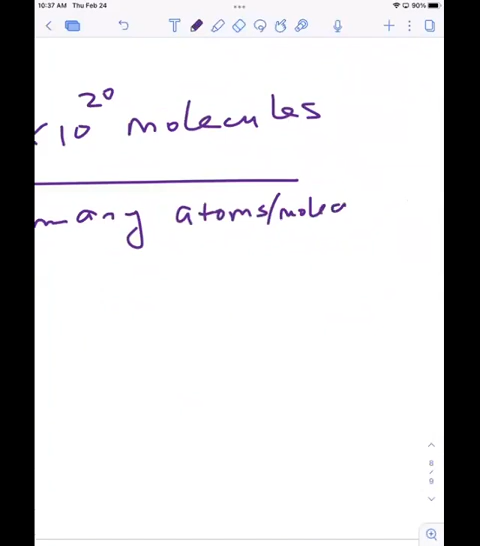 10:37 AM Thu Feb 24
90%
T
×10²⁰ molecules
many atoms/molec
8
/
9